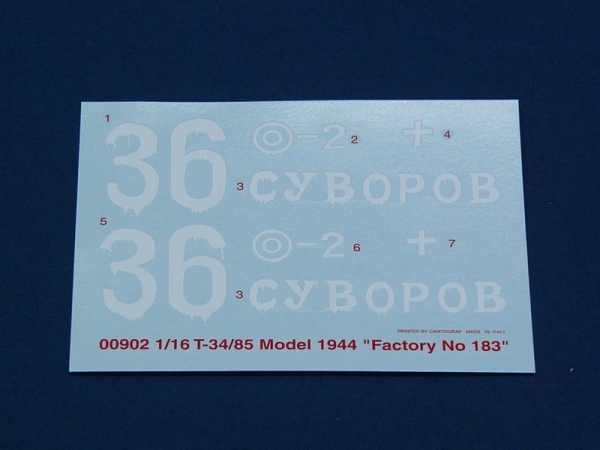 1
36 ⊙-2 2 + 4
3 СУВОРОВ
5
36 ⊙-2 6 + 7
3 СУВОРОВ
PRINTED BY CARTOGRAF MADE IN ITALY
00902 1/16 T-34/85 Model 1944 "Factory No 183"